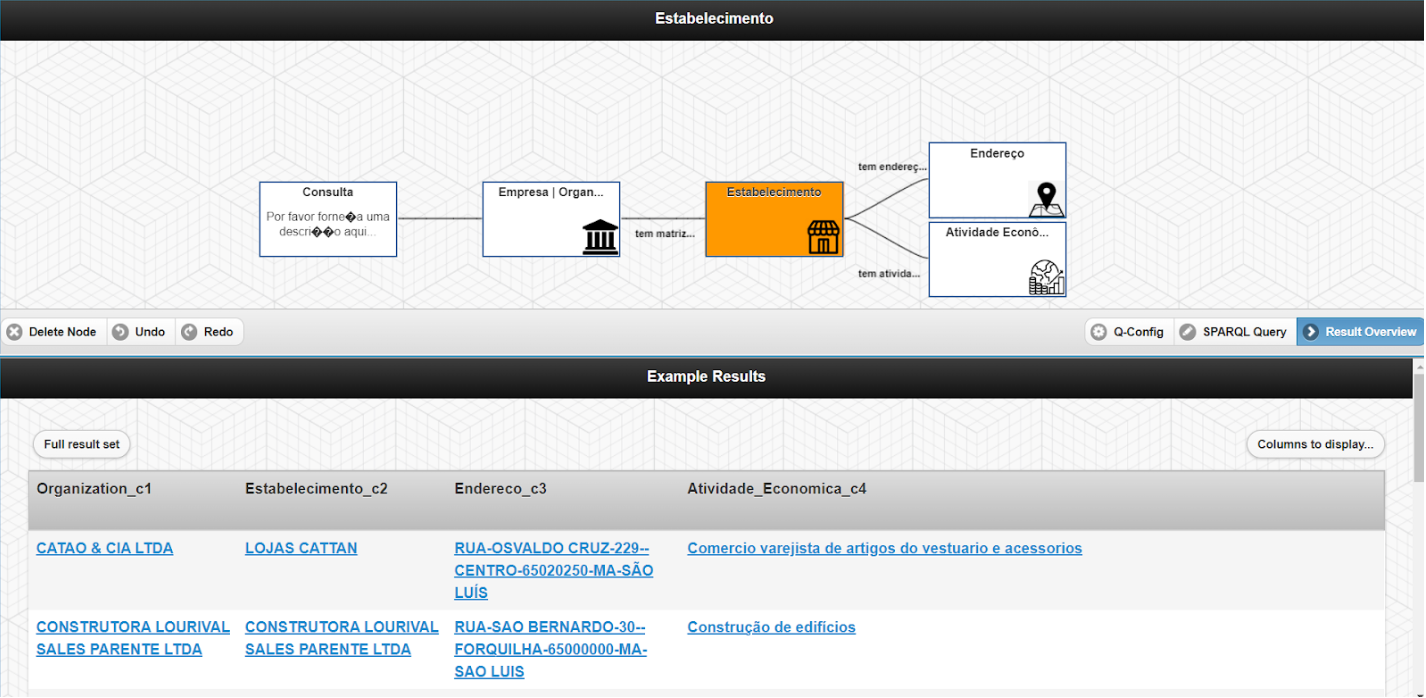 Estabelecimento
Consulta
Por favor forne�a uma
descri��o aqui...
Empresa | Organ...
tem matriz...
Estabelecimento
tem endereç...
Endereço
tem ativida...
Atividade Econô...
Delete Node
Undo
Redo
Q-Config
SPARQL Query
Result Overview
Example Results
Full result set
Columns to display...
Organization_c1
Estabelecimento_c2
Endereco_c3
Atividade_Economica_c4
CATAO & CIA LTDA
LOJAS CATTAN
RUA-OSVALDO CRUZ-229--
CENTRO-65020250-MA-SÃO
LUÍS
Comercio varejista de artigos do vestuario e acessorios
CONSTRUTORA LOURIVAL
SALES PARENTE LTDA
CONSTRUTORA LOURIVAL
SALES PARENTE LTDA
RUA-SAO BERNARDO-30--
FORQUILHA-65000000-MA-
SAO LUIS
Construção de edifícios